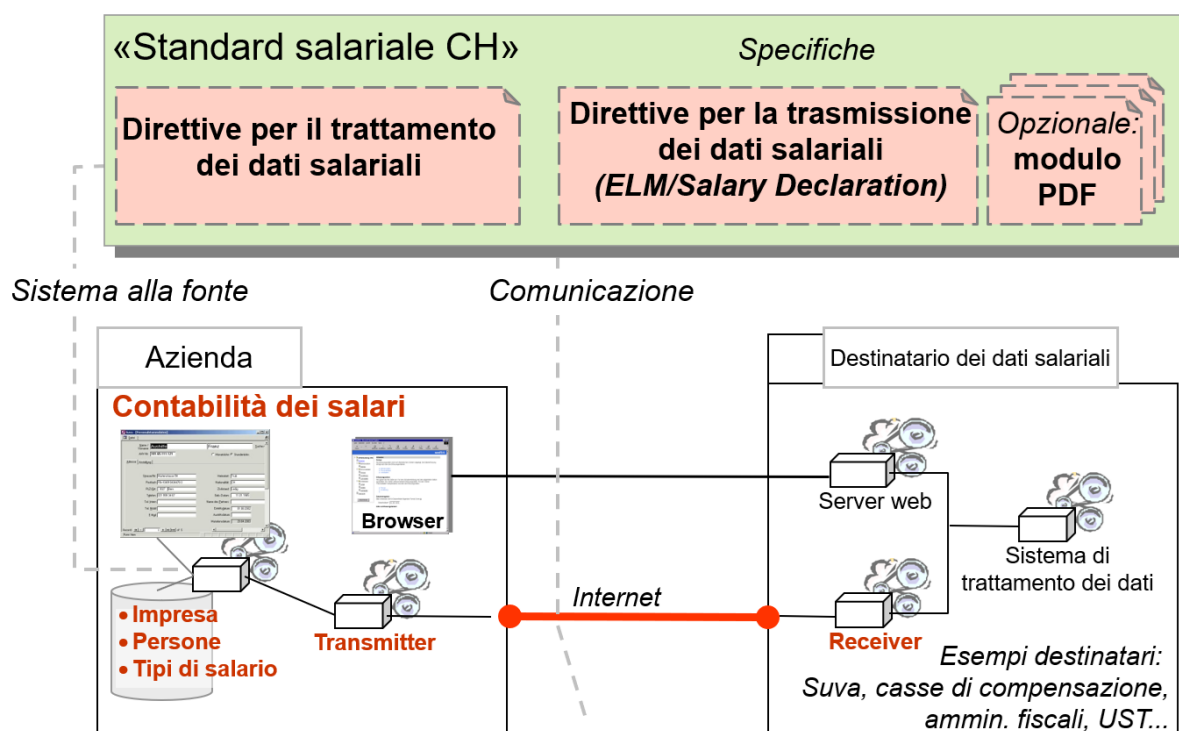 «Standard salariale CH»
Specifiche
Direttive per il trattamento
dei dati salariali
Direttive per la trasmissione
dei dati salariali
(ELM/Salary Declaration)
Opzionale:
modulo
PDF
Sistema alla fonte
Comunicazione
Azienda
Destinatario dei dati salariali
Contabilità dei salari
Browser
Server web
Sistema di
trattamento dei dati
Internet
• Impresa
• Persone
• Tipi di salario
Transmitter
Receiver
Esempi destinatari:
Suva, casse di compensazione,
ammin. fiscali, UST...